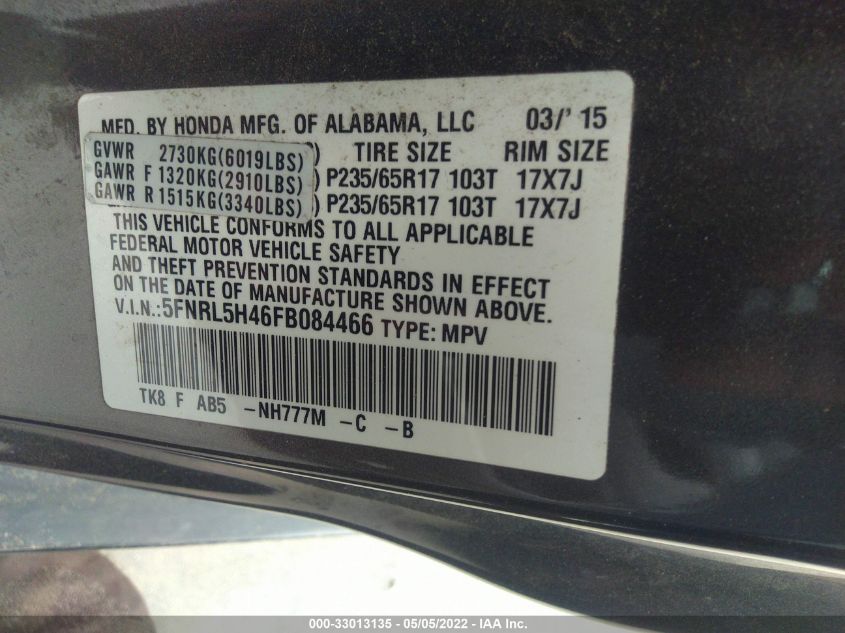 MFD. BY HONDA MFG. OF ALABAMA, LLC 03/' 15
GVWR 2730KG(6019LBS) TIRE SIZE RIM SIZE
GAWR F 1320KG(2910LBS) P235/65R17 103T 17X7J
GAWR R 1515KG(3340LBS) P235/65R17 103T 17X7J
THIS VEHICLE CONFORMS TO ALL APPLICABLE
FEDERAL MOTOR VEHICLE SAFETY
AND THEFT PREVENTION STANDARDS IN EFFECT
ON THE DATE OF MANUFACTURE SHOWN ABOVE.
V.I.N.:5FNRL5H46FB084466 TYPE: MPV
TK8 F AB5 -NH777M -C -B
000-33013135 - 05/05/2022 - IAA Inc.